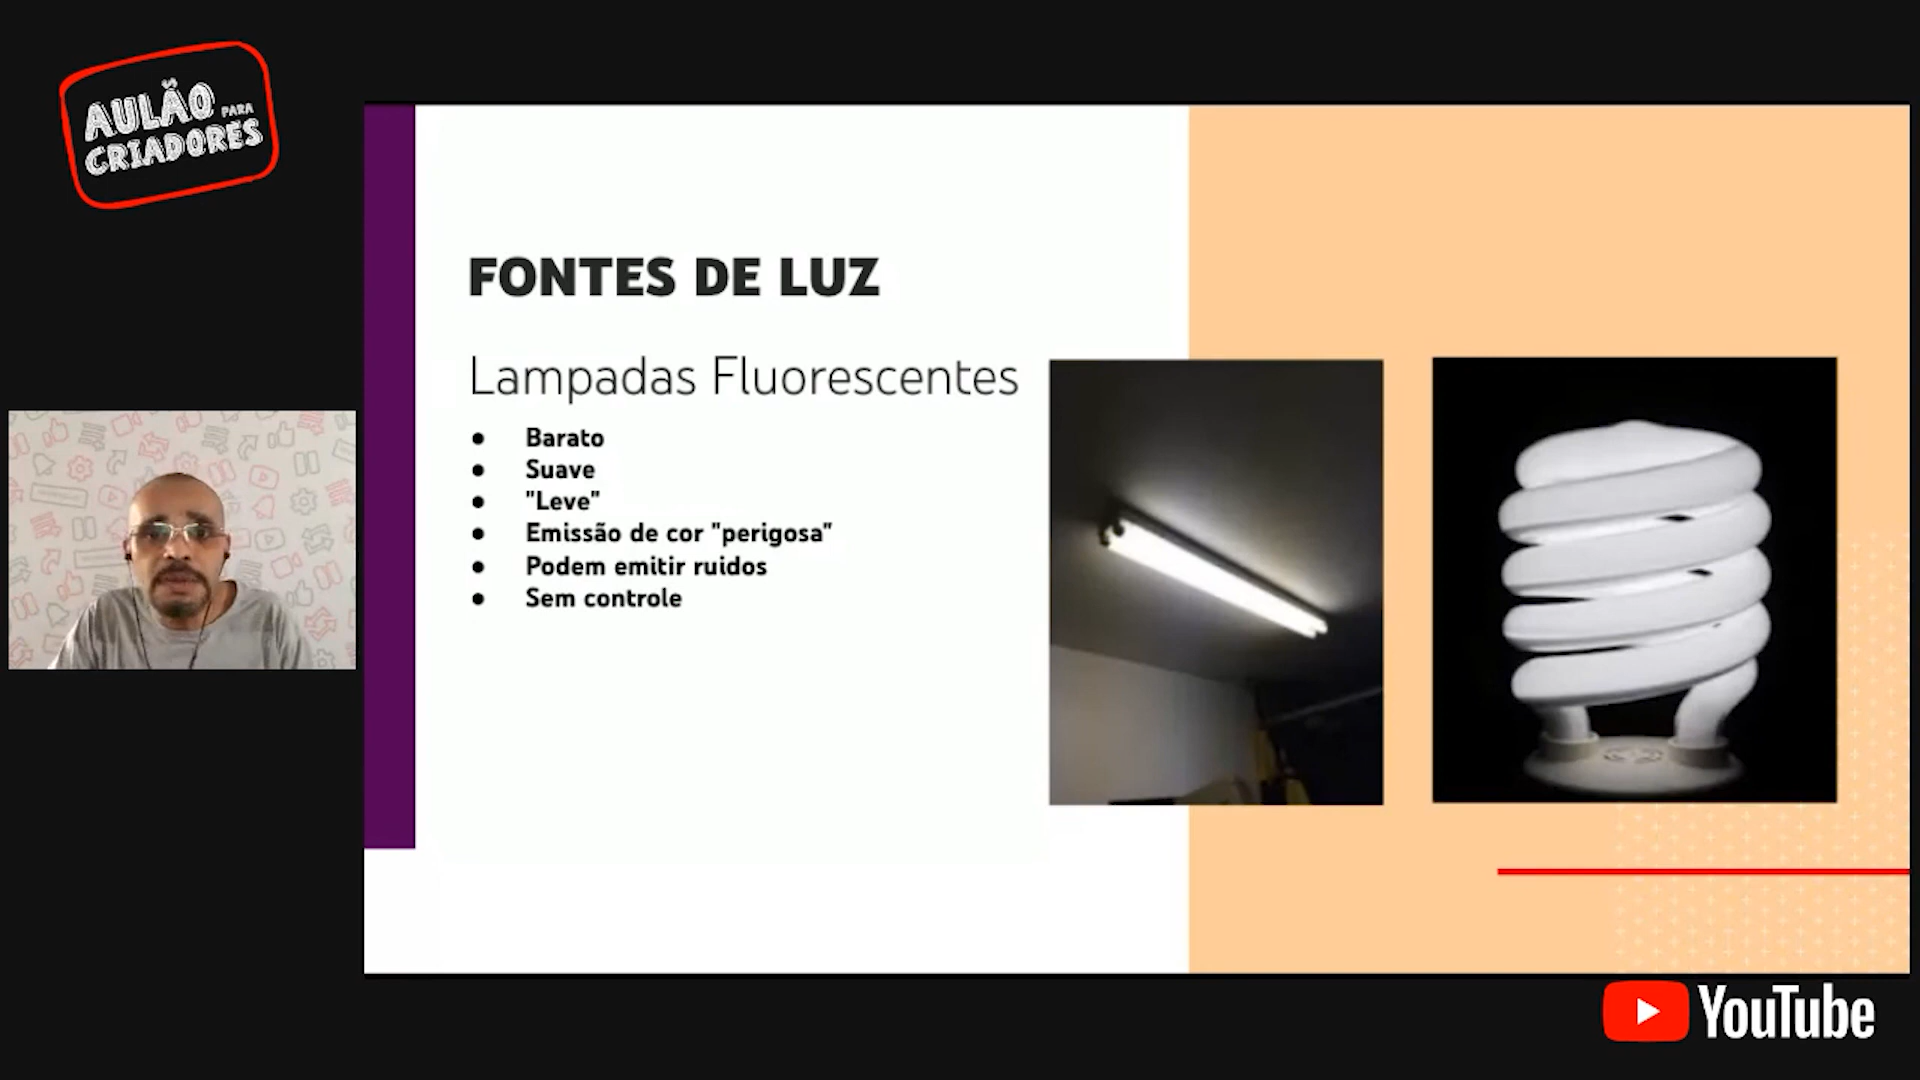 AULÃO PARA
CRIADORES
FONTES DE LUZ
Lampadas Fluorescentes
● Barato
● Suave
● "Leve"
● Emissão de cor "perigosa"
● Podem emitir ruidos
● Sem controle
YouTube